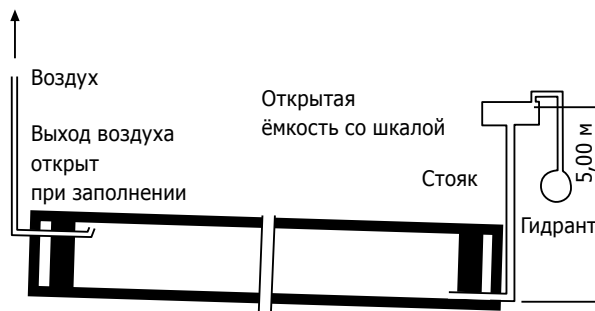 Воздух
Выход воздуха
открыт
при заполнении
Открытая
ёмкость со шкалой
Стояк
5,00 м
Гидрант